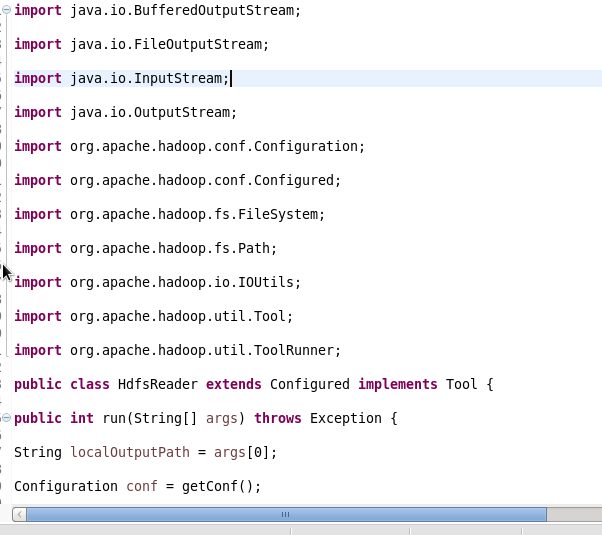 import java.io.BufferedOutputStream;
import java.io.FileOutputStream;
import java.io.InputStream;
import java.io.OutputStream;
import org.apache.hadoop.conf.Configuration;
import org.apache.hadoop.conf.Configured;
import org.apache.hadoop.fs.FileSystem;
import org.apache.hadoop.fs.Path;
import org.apache.hadoop.io.IOUtils;
import org.apache.hadoop.util.Tool;
import org.apache.hadoop.util.ToolRunner;
public class HdfsReader extends Configured implements Tool {
public int run(String[] args) throws Exception {
String localOutputPath = args[0];
Configuration conf = getConf();